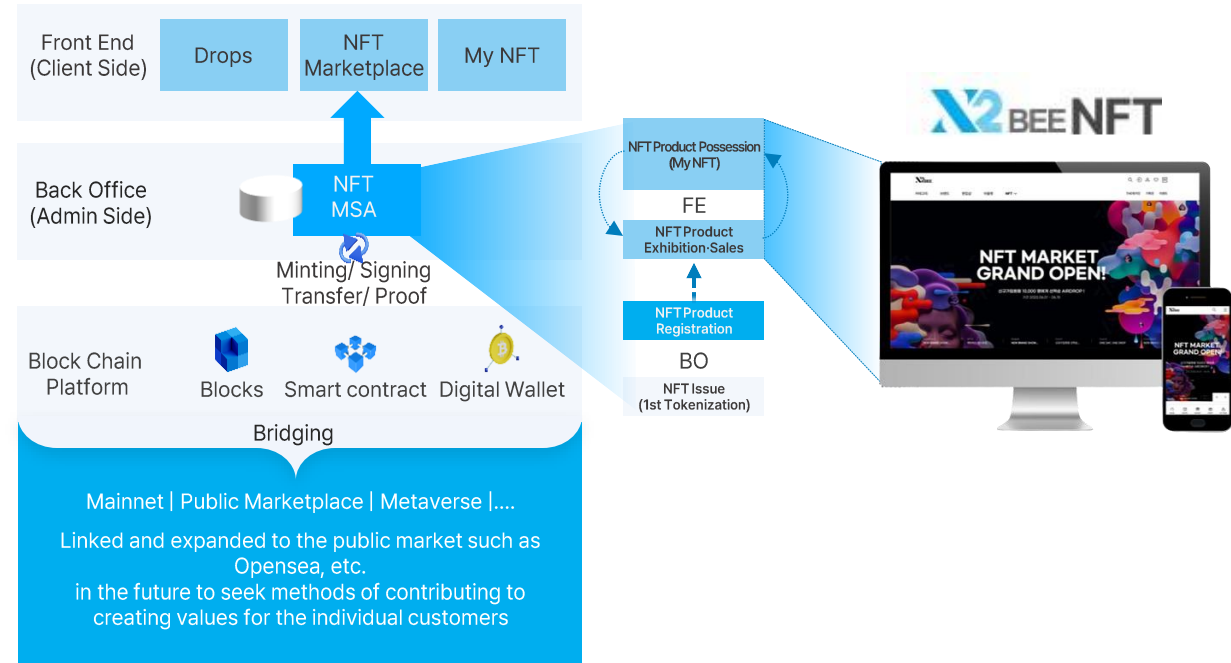 Front End
(Client Side)
Drops
NFT
Marketplace
My NFT
Back Office
(Admin Side)
NFT
MSA
Minting/ Signing
Transfer/ Proof
Block Chain
Platform
Blocks
Smart contract
Digital Wallet
Bridging
Mainnet | Public Marketplace | Metaverse |....
Linked and expanded to the public market such as
Opensea, etc.
in the future to seek methods of contributing to
creating values for the individual customers
NFT Product Possession
(My NFT)
FE
NFT Product
Exhibition·Sales
NFT Product
Registration
BO
NFT Issue
(1st Tokenization)
X2 BEE NFT
X2BEE
NFT
NFT MARKET
GRAND OPEN!
X2BEE
NFT MARKET
GRAND OPEN!